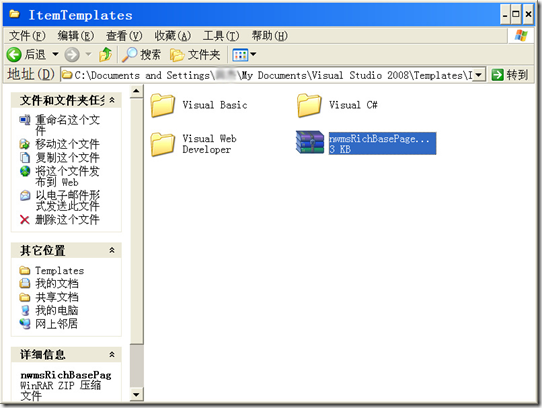 ItemTemplates
文件(F) 编辑(E) 查看(V) 收藏(A) 工具(T) 帮助(H)
后退 搜索 文件夹
地址(D) C:\Documents and Settings\ \My Documents\Visual Studio 2008\Templates\I 转到
文件和文件夹任务
重命名这个文
件
移动这个文件
复制这个文件
将这个文件发
布到 Web
以电子邮件形
式发送此文件
删除这个文件
其它位置
Templates
我的文档
共享文档
我的电脑
网上邻居
详细信息
nwmsRichBasePag
WinRAR ZIP 压缩
文件
Visual Basic
Visual C#
Visual Web
Developer
nwmsRichBasePage...
3 KB